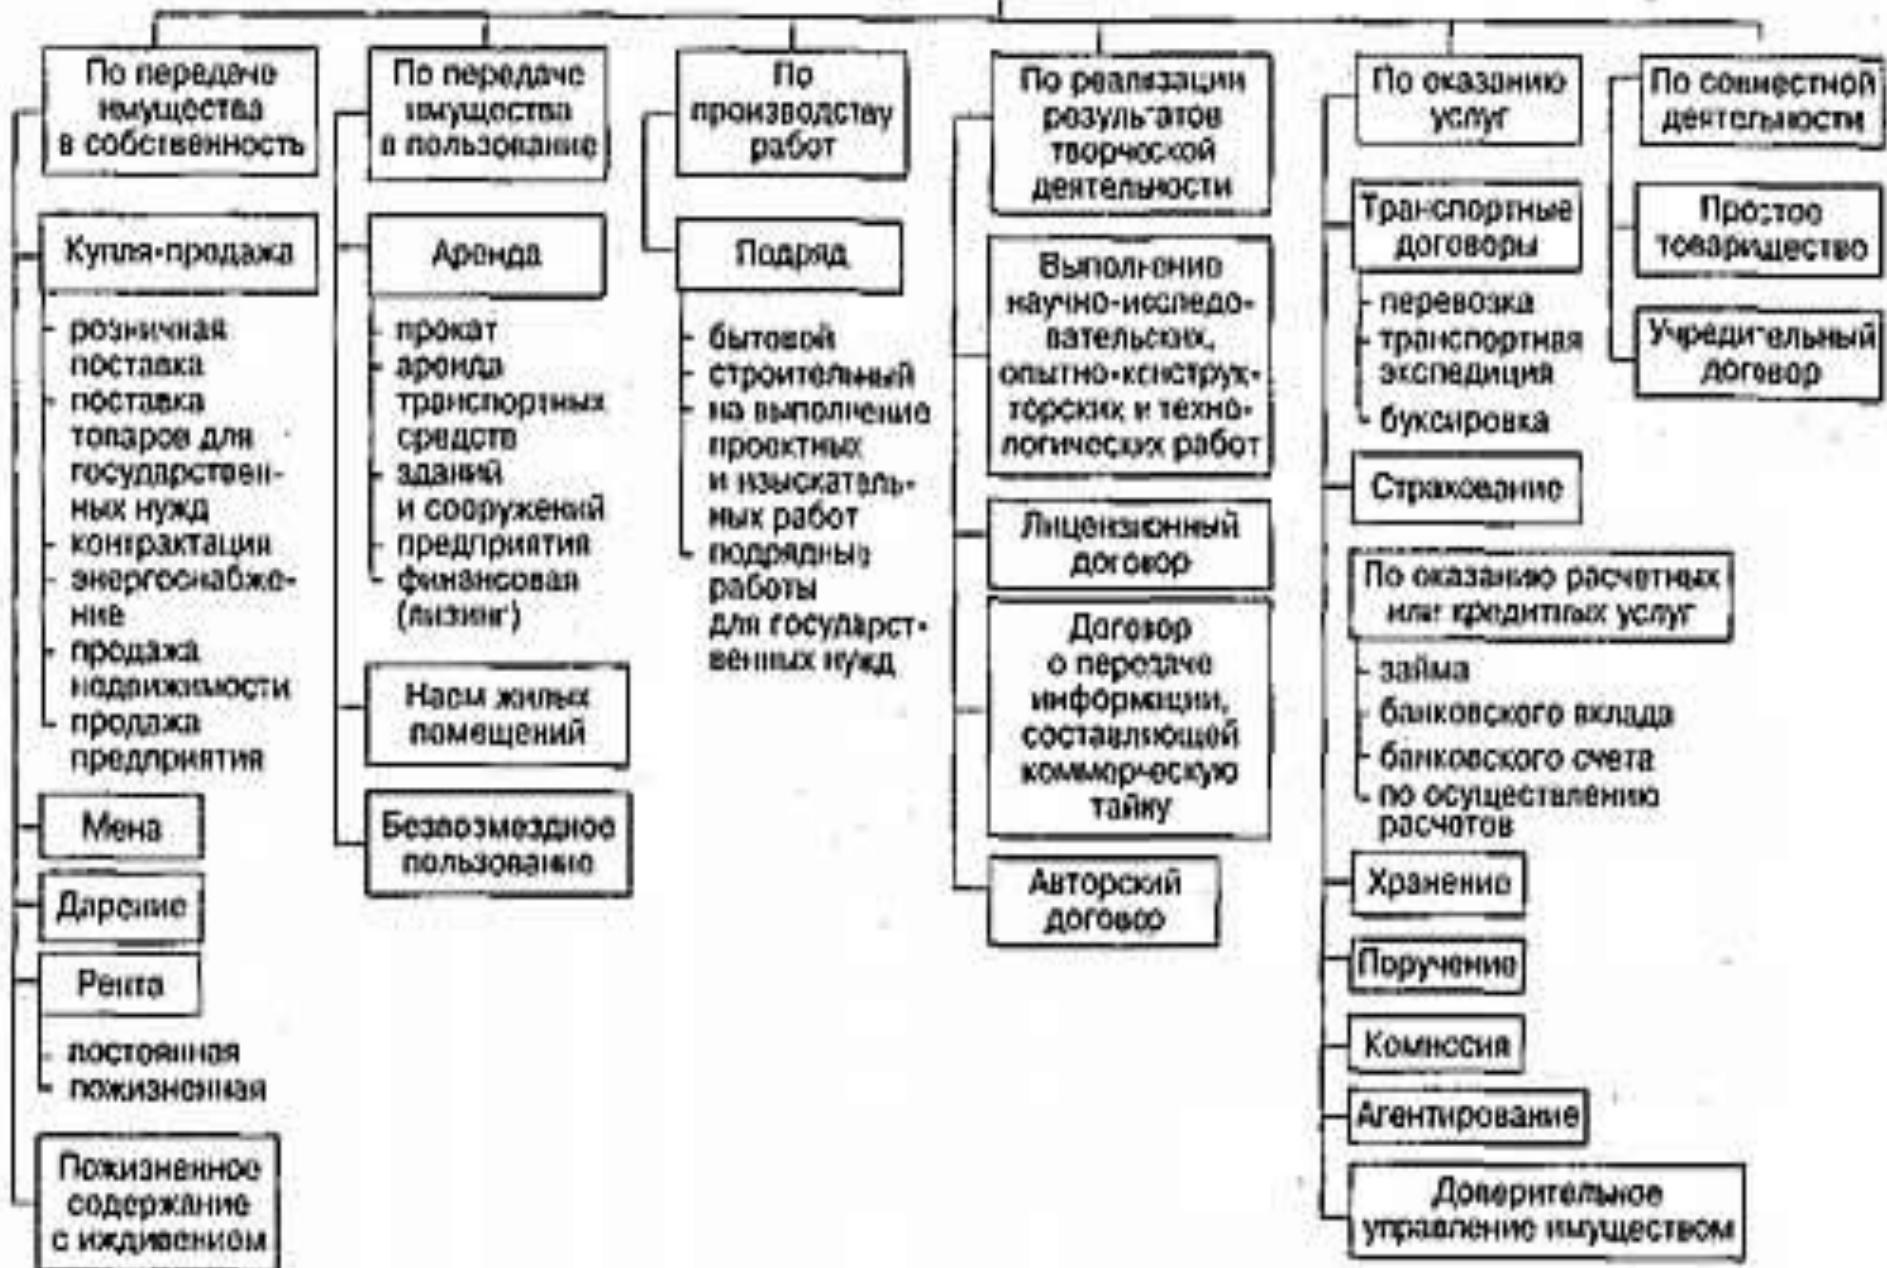 По передаче
имущества
в собственность
Купля-продажа
розничная
поставка
поставка
товаров для
государствен-
ных нужд
контрактация
энергоснабже-
ние
продажа
недвижимости
продажа
предприятия
Мена
Дарение
Рента
постоянная
пожизненная
Пожизненное
содержание
с иждивением
По передаче
имущества
в пользование
Аренда
прокат
аренда
транспортных
средств
зданий
и сооружений
предприятия
финансовая
(лизинг)
Наем жилых
помещений
Безвозмездное
пользование
По
производству
работ
Подряд
бытовой
строительный
на выполнение
проектных
и изыскатель-
ных работ
подрядные
работы
для государст-
венных нужд
По реализации
результатов
творческой
деятельности
Выполнение
научно-исследо-
вательских,
опытно-конструк-
торских и техно-
логических работ
Лицензионный
договор
Договор
о передаче
информации,
составляющей
коммерческую
тайну
Авторский
договор
По оказанию
услуг
Транспортные
договоры
перевозка
транспортная
экспедиция
буксировка
Страхование
По оказанию расчетных
или кредитных услуг
займа
банковского вклада
банковского счета
по осуществлению
расчетов
Хранение
Поручение
Комиссия
Агентирование
Доверительное
управление имуществом
По совместной
деятельности
Простое
товарищество
Учредительный
договор